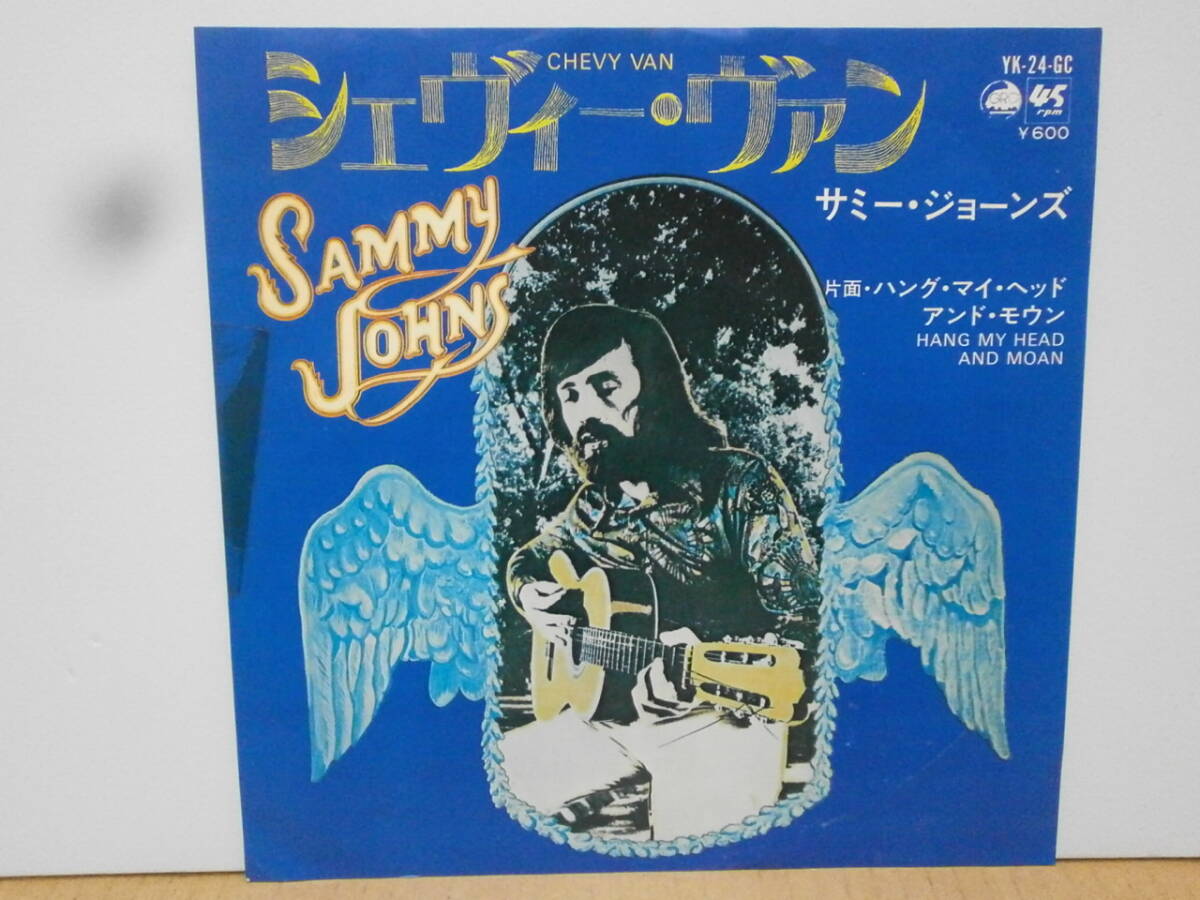 CHEVY VAN
シェヴィー・ヴァン
YK-24-GC
GRC
45
rpm
¥600
SAMMY
JOHNS
サミー・ジョーンズ
片面・ハング・マイ・ヘッド
アンド・モウン
HANG MY HEAD
AND MOAN